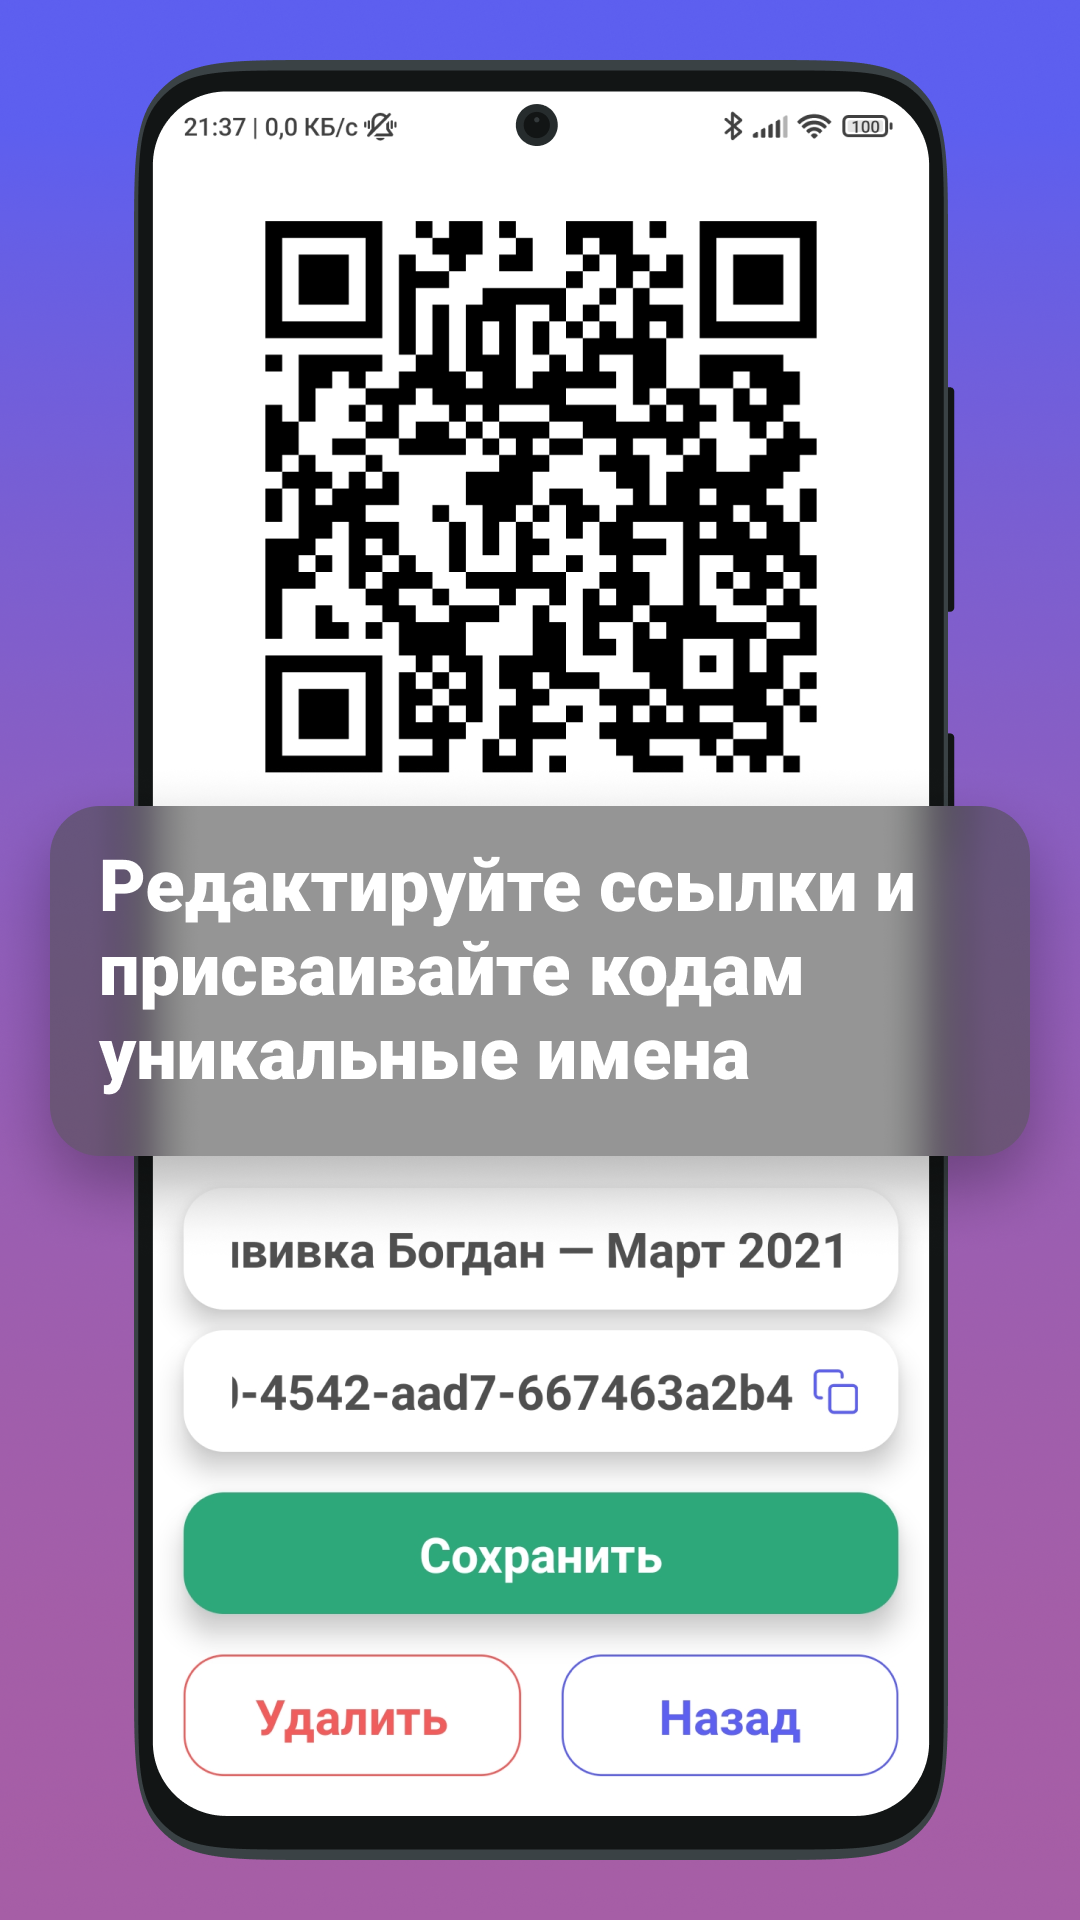 21:37 | 0,0 КБ/с
100
Редактируйте ссылки и
присваивайте кодам
уникальные имена
ививка Богдан — Март 2021
-4542-aad7-667463a2b4
Сохранить
Удалить
Назад